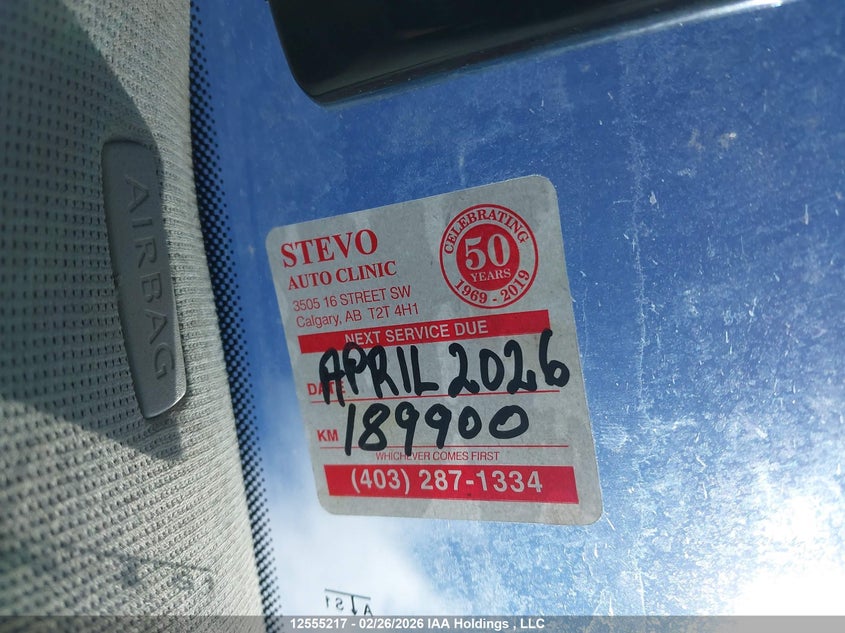 AIRBAG
STEVO
AUTO CLINIC
3505 16 STREET SW
Calgary, AB T2T 4H1
CELEBRATING
50
YEARS
1969 - 2019
NEXT SERVICE DUE
DATE APRIL 2026
KM 189900
WHICHEVER COMES FIRST
(403) 287-1334
AS1
12555217 - 02/26/2026 IAA Holdings , LLC